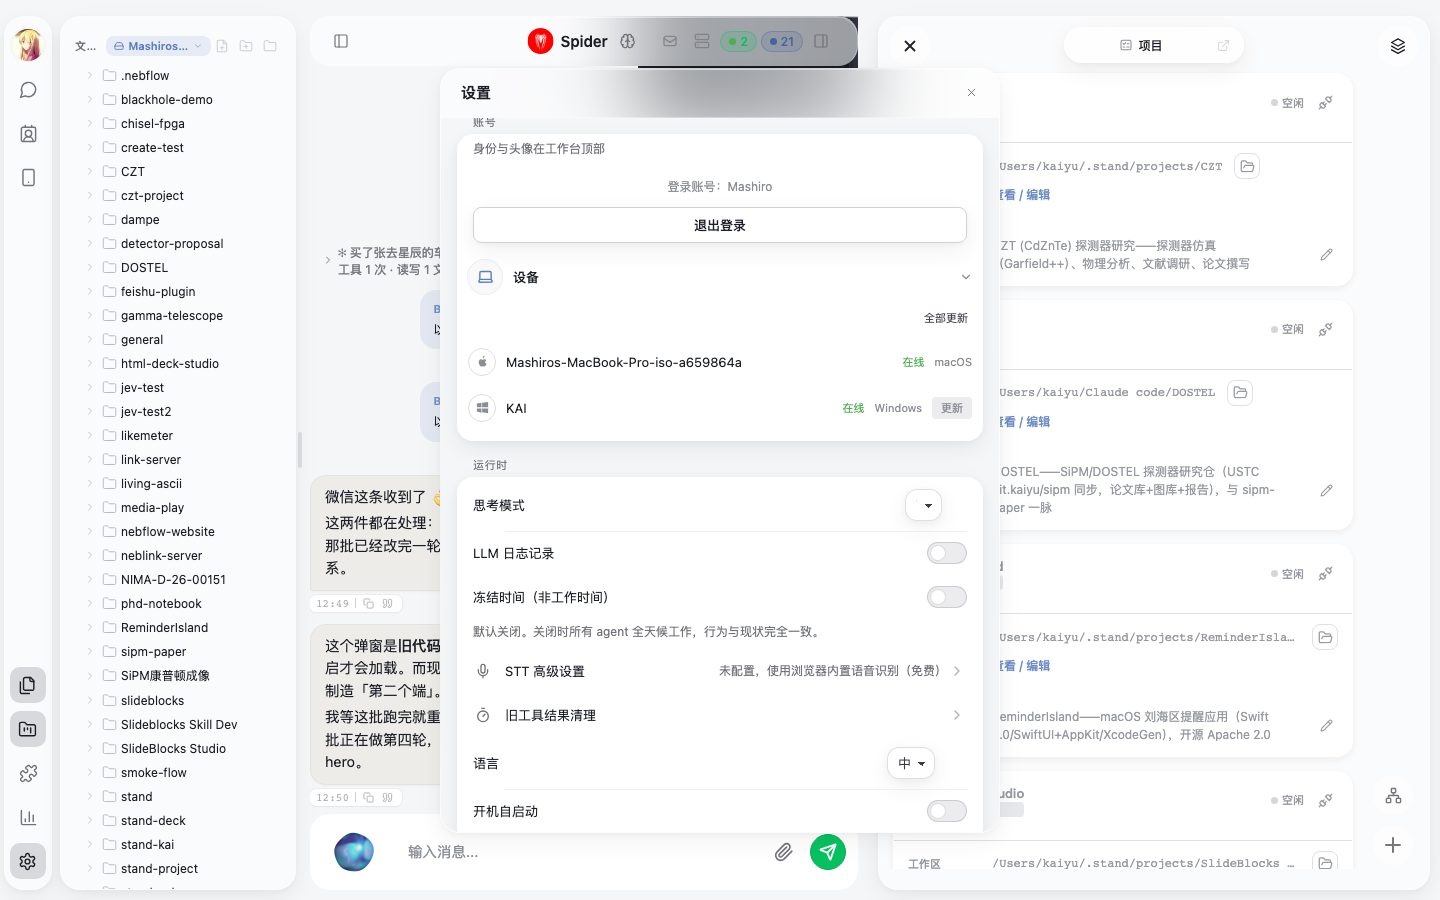 文...
Mashiros...
.nebflow
blackhole-demo
chisel-fpga
create-test
CZT
czt-project
dampe
detector-proposal
DOSTEL
feishu-plugin
gamma-telescope
general
html-deck-studio
jev-test
jev-test2
likemeter
link-server
living-ascii
media-play
nebflow-website
neblink-server
NIMA-D-26-00151
phd-notebook
ReminderIsland
sipm-paper
SiPM康普顿成像
slideblocks
Slideblocks Skill Dev
SlideBlocks Studio
smoke-flow
stand
stand-deck
stand-kai
stand-project
Spider
2
21
买了张去星辰的车
工具 1 次 · 读写 1 文
微信这条收到了
这两件都在处理：
那批已经改完一轮
系。
12:49
这个弹窗是旧代码
启才会加载。而现
制造「第二个端」。
我等这批跑完就重
批正在做第四轮，
hero。
12:50
输入消息...
设置
账号
身份与头像在工作台顶部
登录账号：Mashiro
退出登录
设备
全部更新
Mashiros-MacBook-Pro-iso-a659864a
在线 macOS
KAI
在线 Windows 更新
运行时
思考模式
LLM 日志记录
冻结时间（非工作时间）
默认关闭。关闭时所有 agent 全天候工作，行为与现状完全一致。
STT 高级设置
未配置，使用浏览器内置语音识别（免费）
旧工具结果清理
语言
中
开机自启动
项目
空闲
Users/kaiyu/.stand/projects/CZT
查看 / 编辑
ZT (CdZnTe) 探测器研究——探测器仿真
(Garfield++)、物理分析、文献调研、论文撰写
空闲
Users/kaiyu/Claude code/DOSTEL
查看 / 编辑
OSTEL——SiPM/DOSTEL 探测器研究仓（USTC
it.kaiyu/sipm 同步，论文库+图库+报告），与 sipm-
aper 一脉
空闲
Users/kaiyu/.stand/projects/ReminderIsla…
查看 / 编辑
eminderIsland——macOS 刘海区提醒应用（Swift
.0/SwiftUI+AppKit/XcodeGen），开源 Apache 2.0
udio
空闲
工作区
/Users/kaiyu/.stand/projects/SlideBlocks …